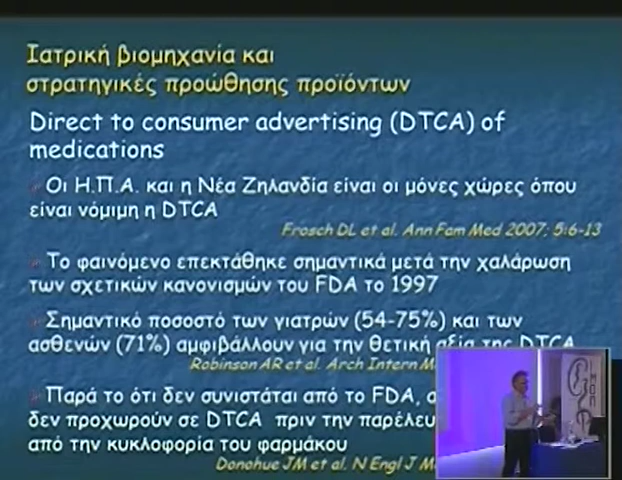 Ιατρική βιομηχανία και
στρατηγικές προώθησης προϊόντων
Direct to consumer advertising (DTCA) of
medications
Οι Η.Π.Α. και η Νέα Ζηλανδία είναι οι μόνες χώρες όπου
είναι νόμιμη η DTCA
Frosch DL et al. Ann Fam Med 2007; 5:6-13
Το φαινόμενο επεκτάθηκε σημαντικά μετά την χαλάρωση
των σχετικών κανονισμών του FDA το 1997
Σημαντικό ποσοστό των γιατρών (54-75%) και των
ασθενών (71%) αμφιβάλλουν για την θετική αξία της DTCA
Robinson AR et al. Arch Intern
Παρά το ότι δεν συνιστάται από το FDA,
δεν προχωρούν σε DTCA πριν την
από την κυκλοφορία του φαρμάκου
Donohue JM et al. N Engl J